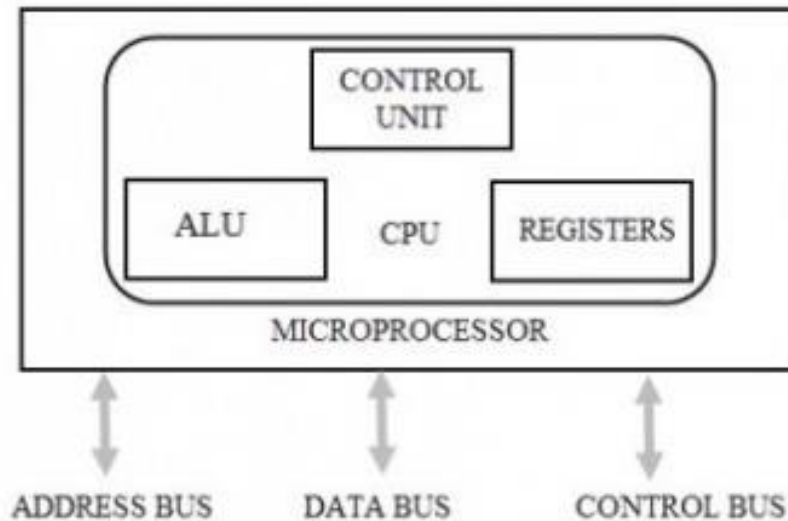 CONTROL
UNIT
ALU
CPU
REGISTERS
MICROPROCESSOR
ADDRESS BUS
DATA BUS
CONTROL BUS